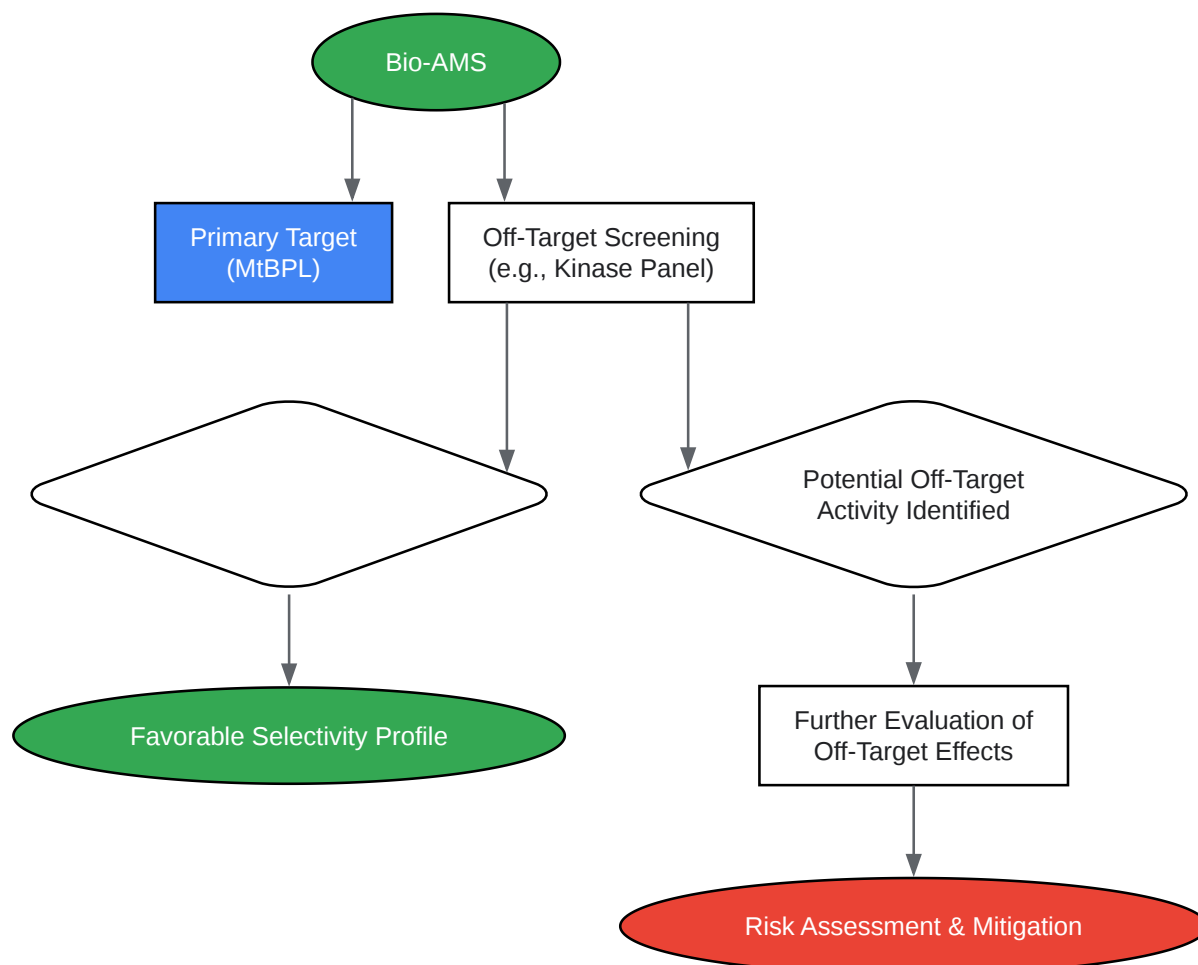 Bio-AMS
Primary Target
(MtBPL)
Off-Target Screening
(e.g., Kinase Panel)
Potential Off-Target
Activity Identified
Favorable Selectivity Profile
Further Evaluation of
Off-Target Effects
Risk Assessment & Mitigation